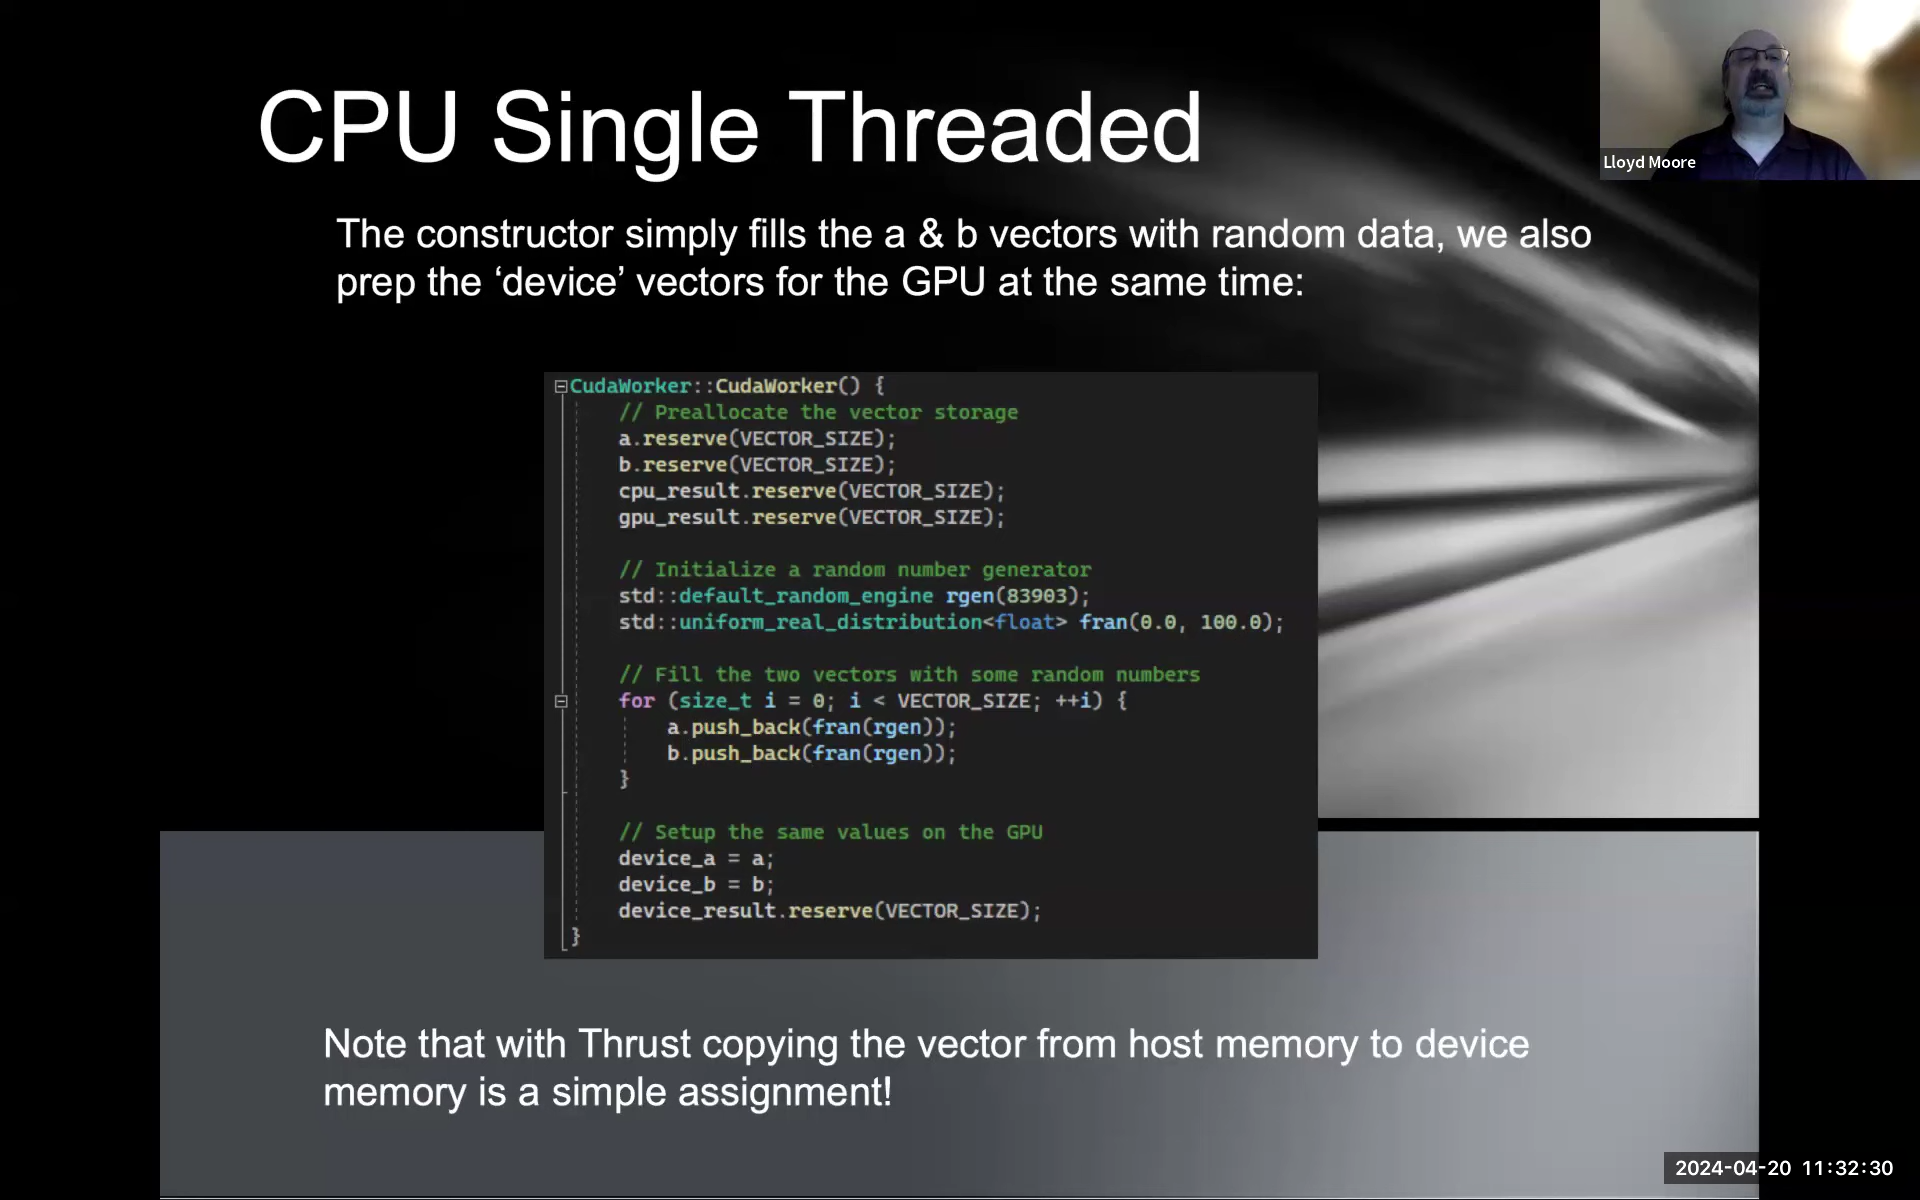 CPU Single Threaded
Lloyd Moore
The constructor simply fills the a & b vectors with random data, we also
prep the ‘device’ vectors for the GPU at the same time:
CudaWorker::CudaWorker() {
// Preallocate the vector storage
a.reserve(VECTOR_SIZE);
b.reserve(VECTOR_SIZE);
cpu_result.reserve(VECTOR_SIZE);
gpu_result.reserve(VECTOR_SIZE);
// Initialize a random number generator
std::default_random_engine rgen(83903);
std::uniform_real_distribution<float> fran(0.0, 100.0);
// Fill the two vectors with some random numbers
for (size_t i = 0; i < VECTOR_SIZE; ++i) {
a.push_back(fran(rgen));
b.push_back(fran(rgen));
}
// Setup the same values on the GPU
device_a = a;
device_b = b;
device_result.reserve(VECTOR_SIZE);
}
Note that with Thrust copying the vector from host memory to device
memory is a simple assignment!
2024-04-20 11:32:30